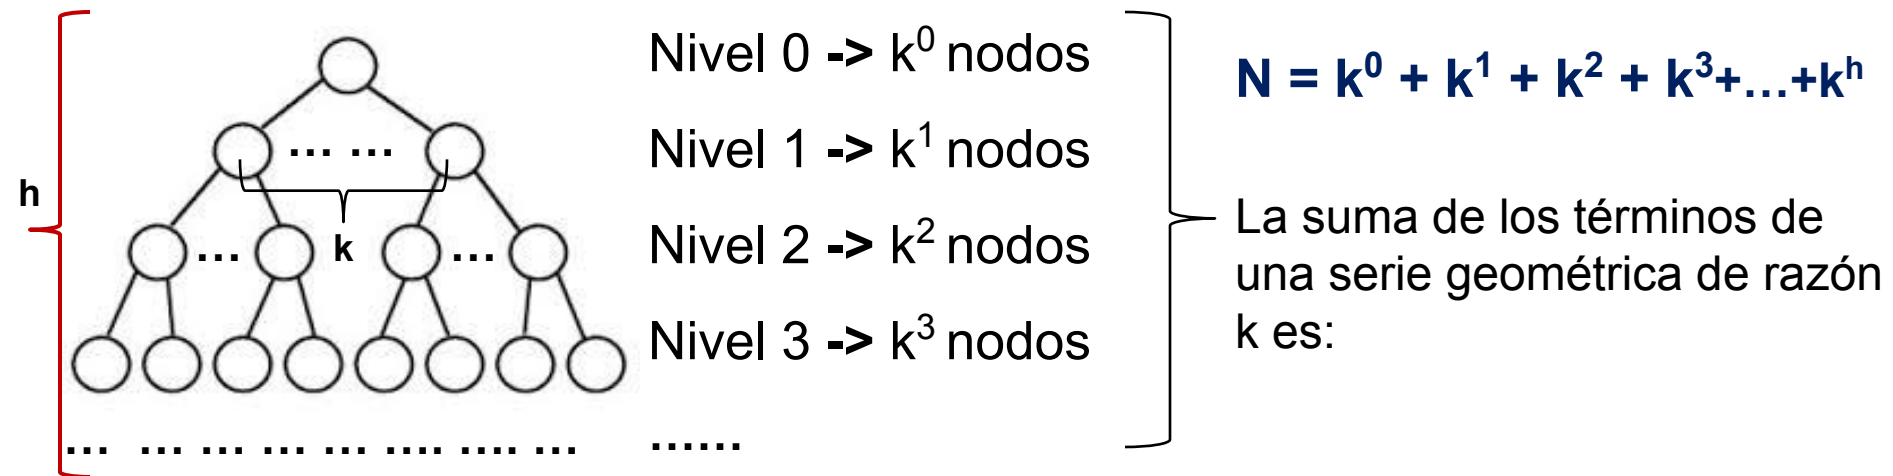 h
… …
… k …
… … … … … …. …. …
Nivel 0 -> k⁰ nodos
Nivel 1 -> k¹ nodos
Nivel 2 -> k² nodos
Nivel 3 -> k³ nodos
……
N = k⁰ + k¹ + k² + k³+…+kʰ
La suma de los términos de
una serie geométrica de razón
k es: